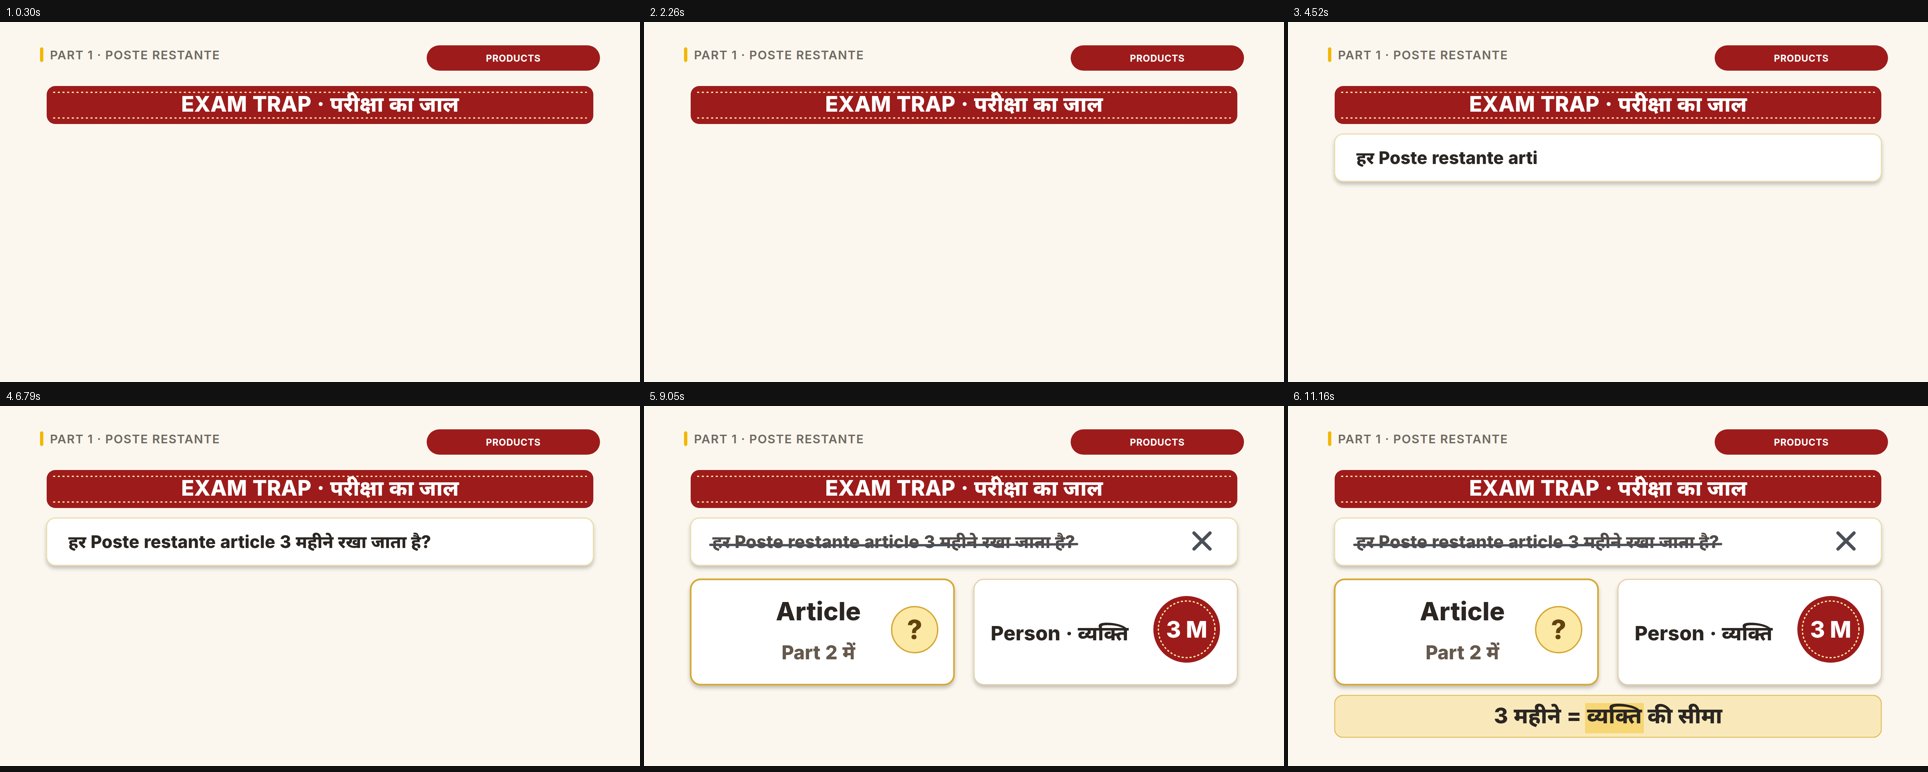 1. 0.30s
PART 1 · POSTE RESTANTE
PRODUCTS
EXAM TRAP · परीक्षा का जाल
2. 2.26s
PART 1 · POSTE RESTANTE
PRODUCTS
EXAM TRAP · परीक्षा का जाल
3. 4.52s
PART 1 · POSTE RESTANTE
PRODUCTS
EXAM TRAP · परीक्षा का जाल
हर Poste restante arti
4. 6.79s
PART 1 · POSTE RESTANTE
PRODUCTS
EXAM TRAP · परीक्षा का जाल
हर Poste restante article 3 महीने रखा जाता है?
5. 9.05s
PART 1 · POSTE RESTANTE
PRODUCTS
EXAM TRAP · परीक्षा का जाल
हर Poste restante article 3 महीने रखा जाता है?
Article
Part 2 में
?
Person · व्यक्ति
3 M
6. 11.16s
PART 1 · POSTE RESTANTE
PRODUCTS
EXAM TRAP · परीक्षा का जाल
हर Poste restante article 3 महीने रखा जाता है?
Article
Part 2 में
?
Person · व्यक्ति
3 M
3 महीने = व्यक्ति की सीमा